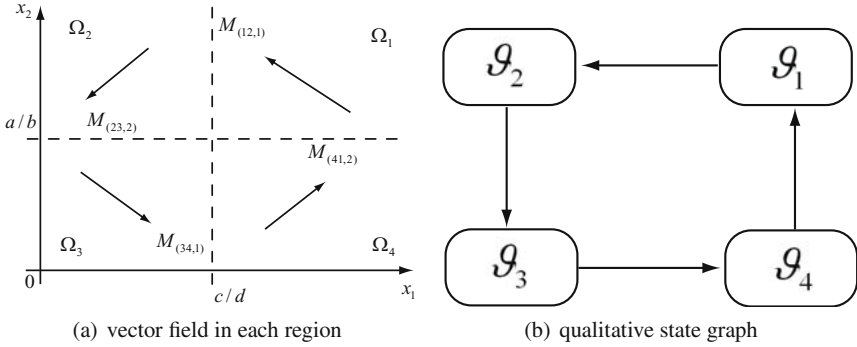 x₂
Ω₂
M₍₁₂,₁₎
Ω₁
a/b
M₍₂₃,₂₎
M₍₄₁,₂₎
Ω₃
M₍₃₄,₁₎
Ω₄
0
c/d
x₁
(a) vector field in each region
𝜗₂
𝜗₁
𝜗₃
𝜗₄
(b) qualitative state graph